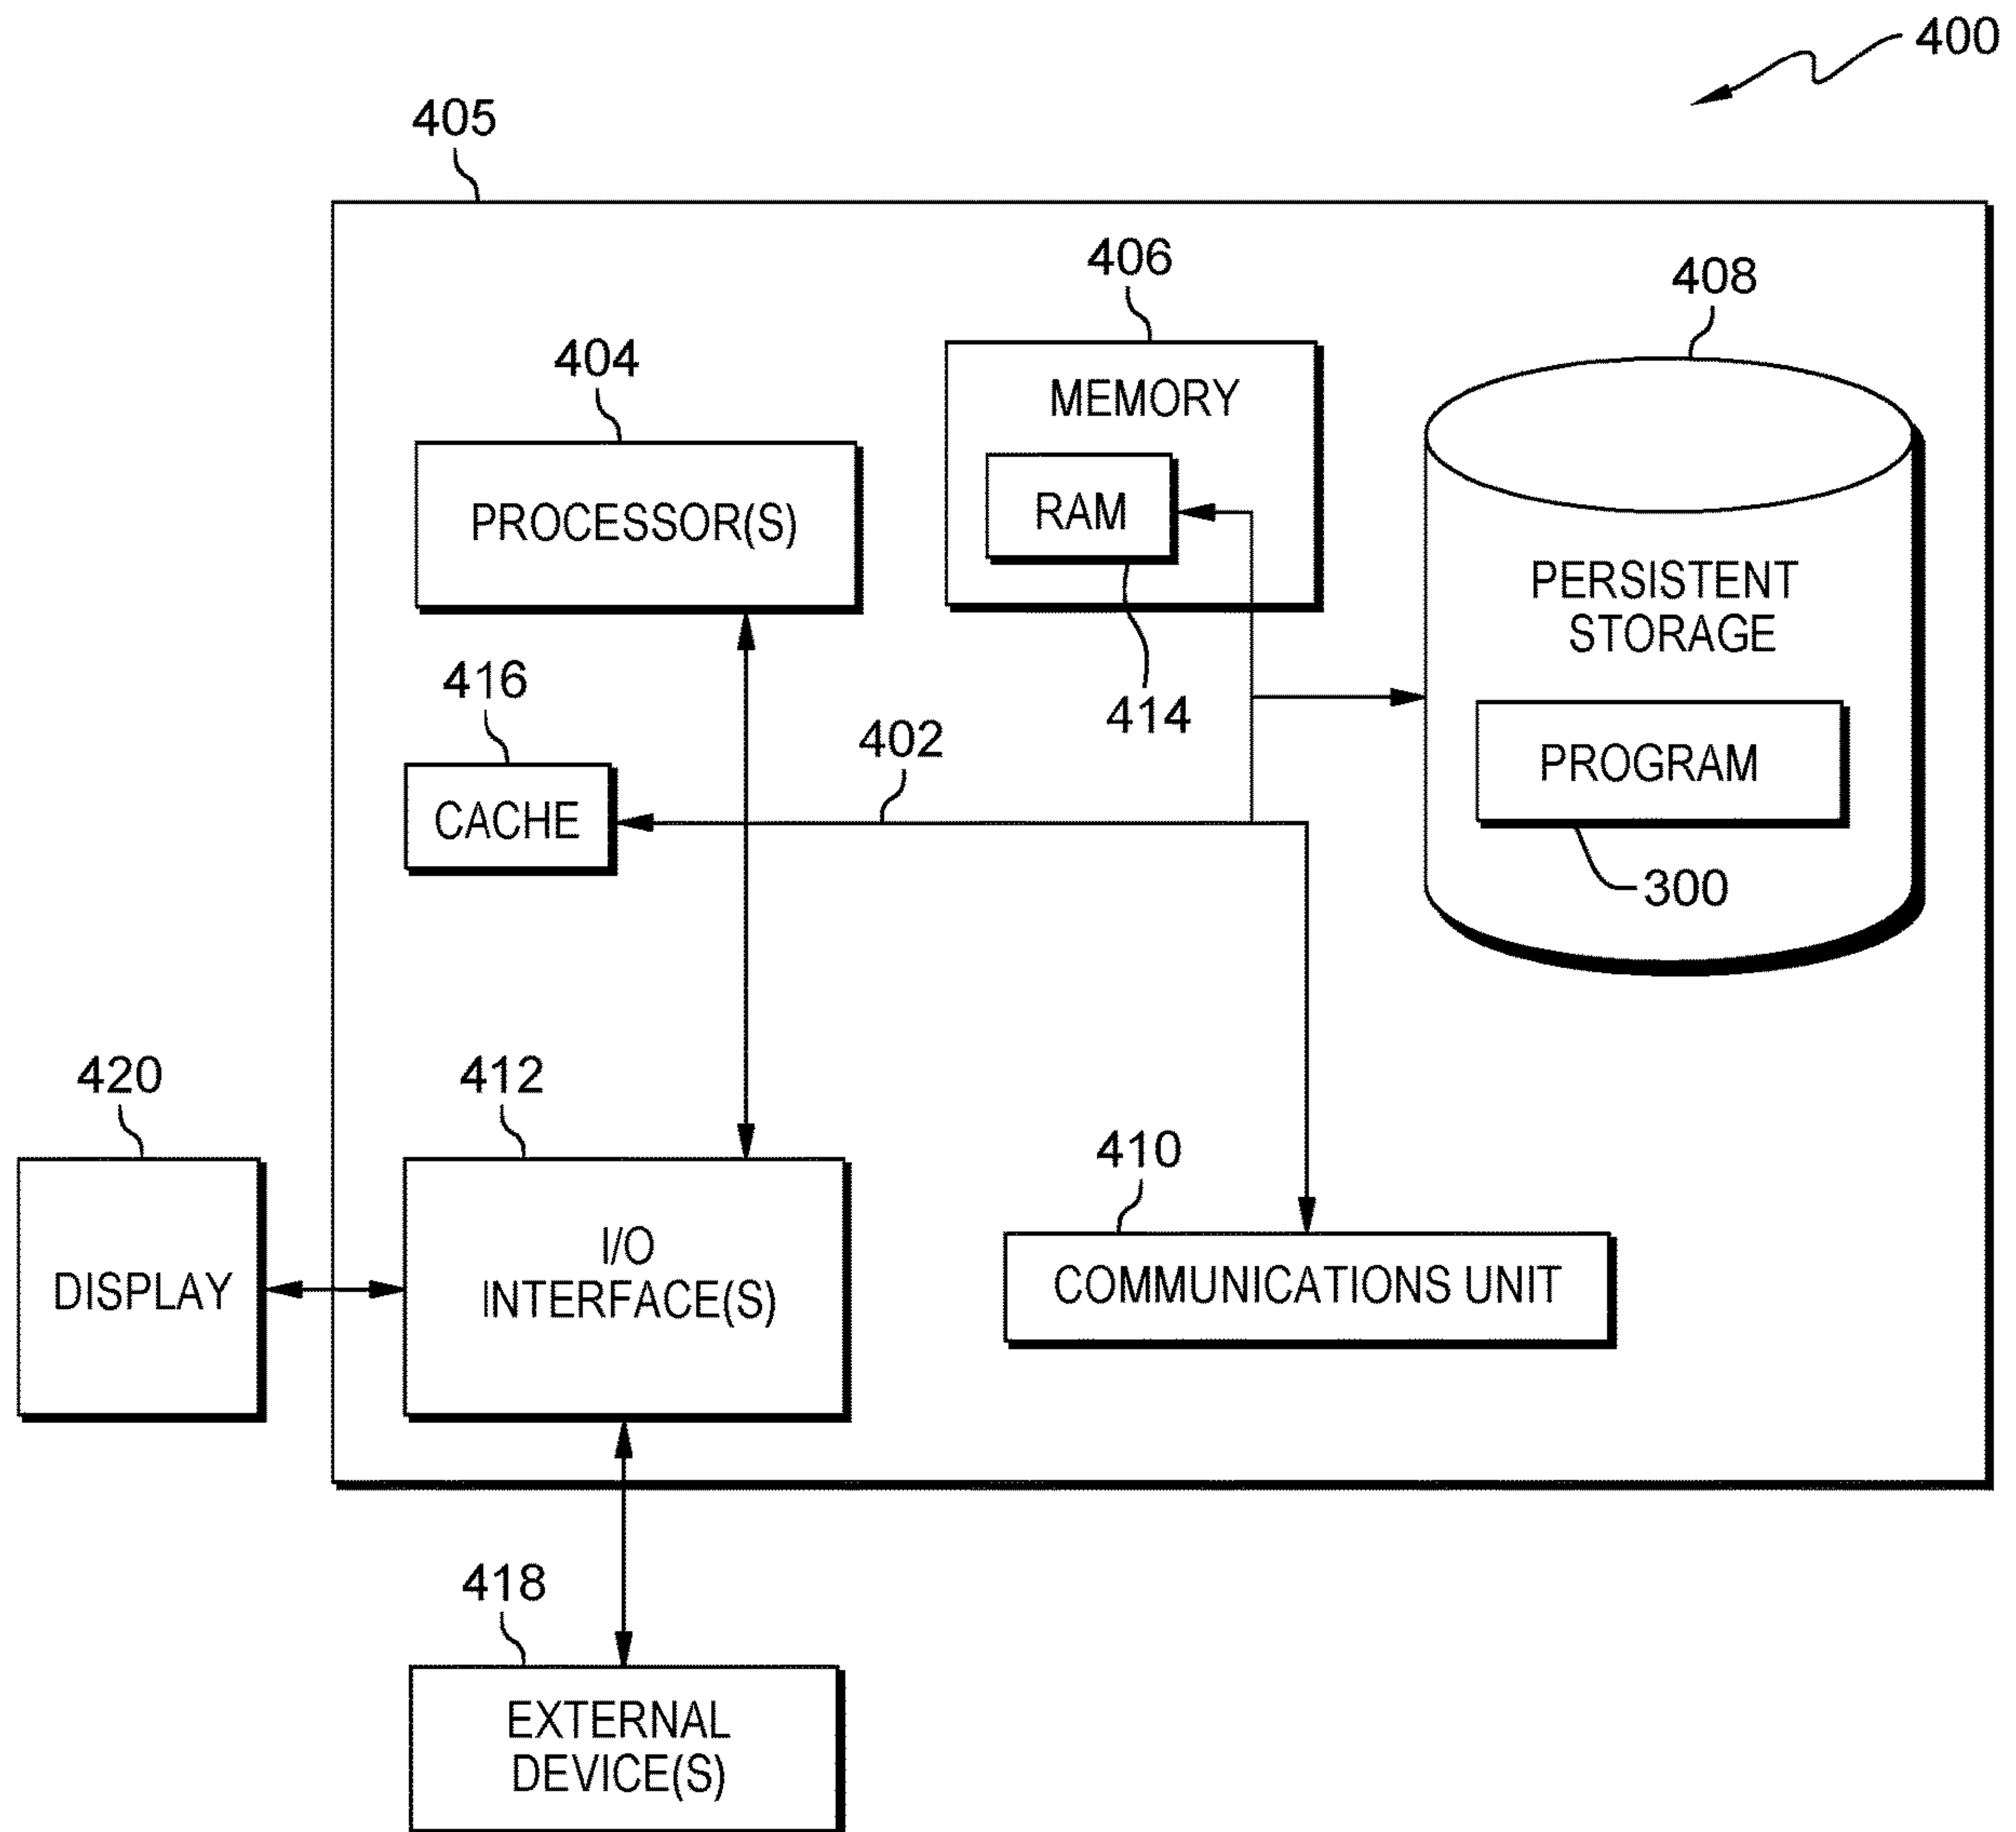 400
405
406
408
404
MEMORY
RAM
PROCESSOR(S)
PERSISTENT
STORAGE
416
414
402
PROGRAM
CACHE
300
420
412
410
I/O
INTERFACE(S)
DISPLAY
COMMUNICATIONS UNIT
418
EXTERNAL
DEVICE(S)